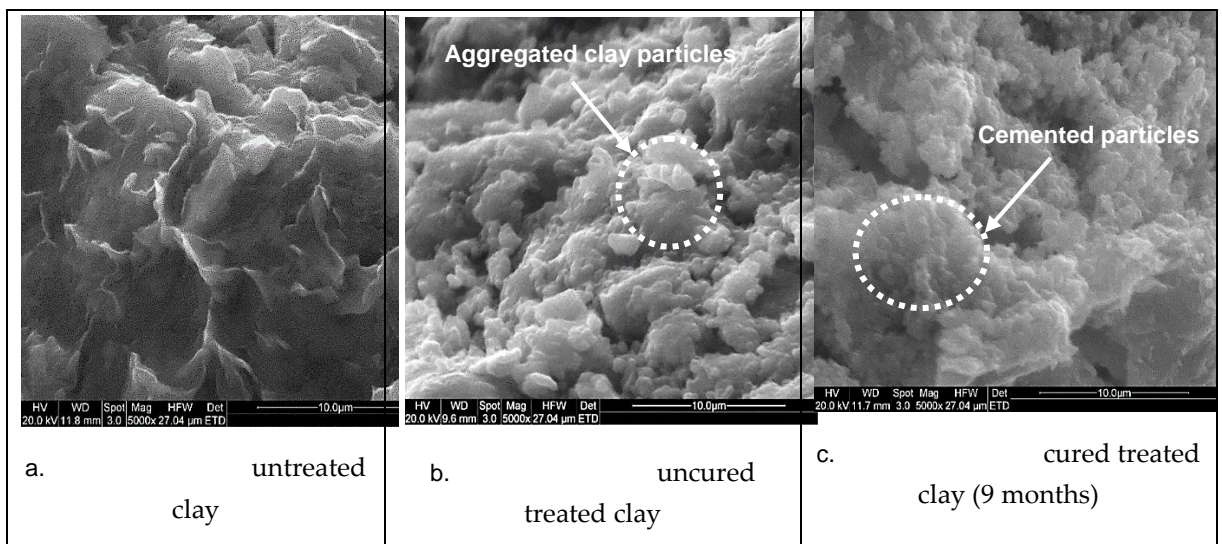 Aggregated clay particles
Cemented particles
HV WD Spot Mag HFW Det
20.0 kV 11.8 mm 3.0 5000x 27.04 µm ETD
10.0µm
HV WD Spot Mag HFW Det
20.0 kV 9.6 mm 3.0 5000x 27.04 µm ETD
10.0µm
HV WD Spot Mag HFW Det
20.0 kV 11.7 mm 3.0 5000x 27.04 µm ETD
10.0µm
a. untreated
clay
b. uncured
treated clay
c. cured treated
clay (9 months)